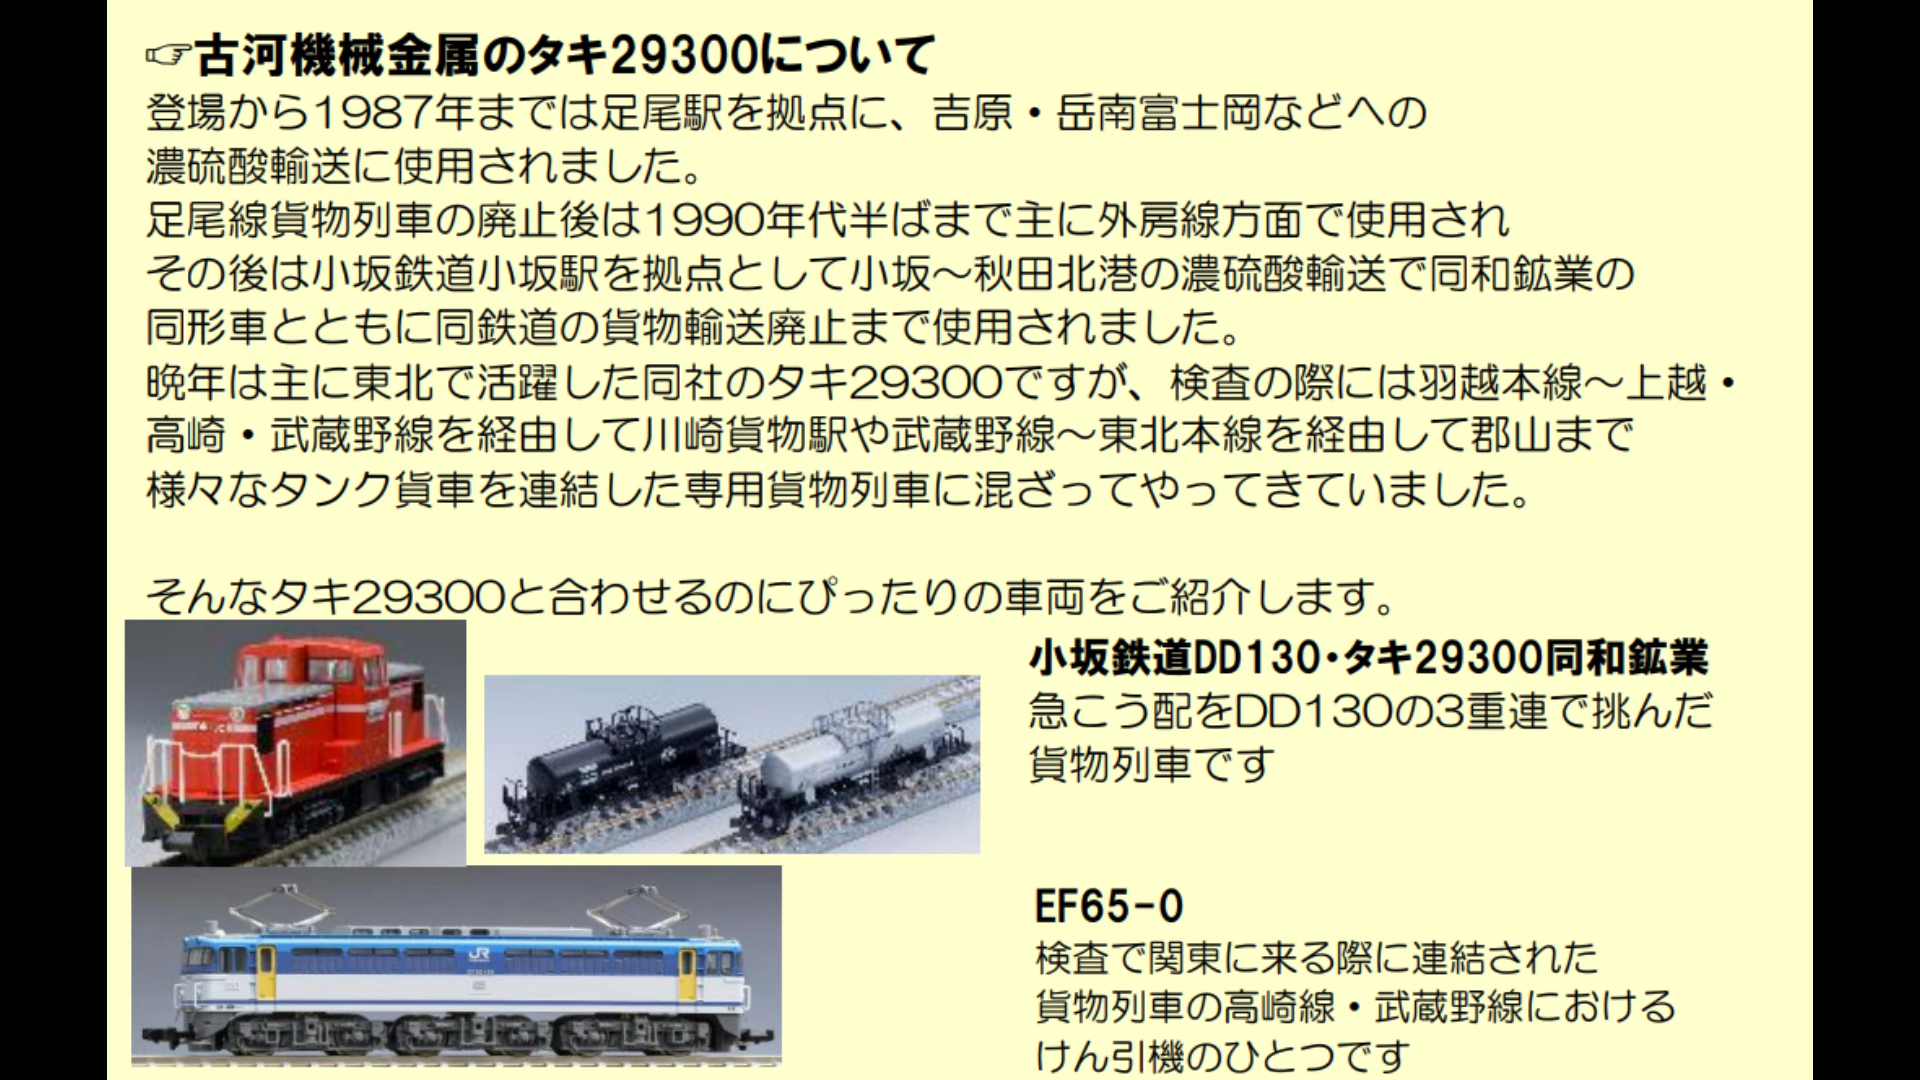 ☞古河機械金属のタキ29300について
登場から1987年までは足尾駅を拠点に、吉原・岳南富士岡などへの
濃硫酸輸送に使用されました。
足尾線貨物列車の廃止後は1990年代半ばまで主に外房線方面で使用され
その後は小坂鉄道小坂駅を拠点として小坂～秋田北港の濃硫酸輸送で同和鉱業の
同形車とともに同鉄道の貨物輸送廃止まで使用されました。
晩年は主に東北で活躍した同社のタキ29300ですが、検査の際には羽越本線～上越・
高崎・武蔵野線を経由して川崎貨物駅や武蔵野線～東北本線を経由して郡山まで
様々なタンク貨車を連結した専用貨物列車に混ざってやってきていました。
そんなタキ29300と合わせるのにぴったりの車両をご紹介します。
小坂鉄道DD130・タキ29300同和鉱業
急こう配をDD130の3重連で挑んだ
貨物列車です
JR
EF65-0
検査で関東に来る際に連結された
貨物列車の高崎線・武蔵野線における
けん引機のひとつです